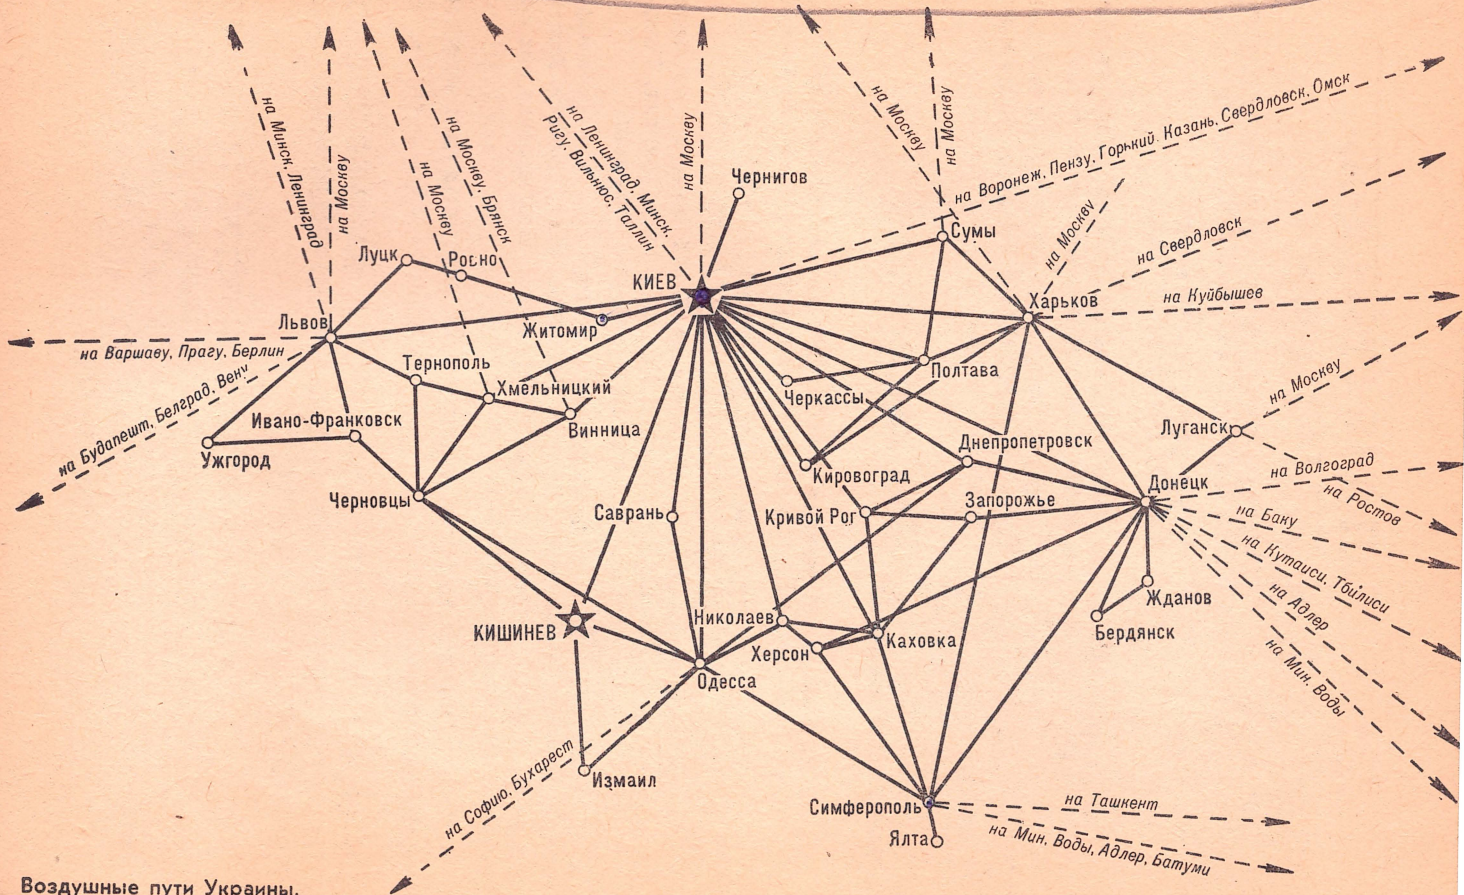 на Минск, Ленинград
на Москву
на Москву
на Москву, Брянск
на Ленинград, Минск,
Ригу, Вильнюс, Таллин
на Москву
на Москву
на Москву
на Воронеж, Пензу, Горький, Казань, Свердловск, Омск
на Москву
на Свердловск
на Куйбышев
на Москву
на Волгоград
на Ростов
на Баку
на Кутаиси, Тбилиси
на Адлер
на Мин. Воды
на Варшаву, Прагу, Берлин
на Будапешт, Белград, Вену
Чернигов
Луцк
Ровно
КИЕВ
Сумы
Харьков
Львов
Житомир
Тернополь
Хмельницкий
Полтава
Черкассы
Ивано-Франковск
Винница
Луганск
Ужгород
Днепропетровск
Кировоград
Донецк
Черновцы
Саврань
Кривой Рог
Запорожье
Жданов
Бердянск
КИШИНЕВ
Николаев
Херсон
Каховка
Одесса
на Софию, Бухарест
Измаил
Симферополь
на Ташкент
на Мин. Воды, Адлер, Батуми
Ялта
Воздушные пути Украины.